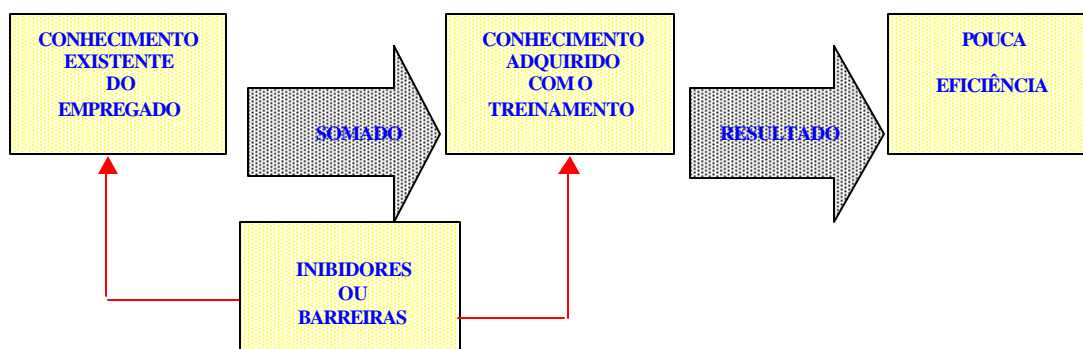 CONHECIMENTO
EXISTENTE
DO
EMPREGADO
SOMADO
CONHECIMENTO
ADQUIRIDO
COM O
TREINAMENTO
RESULTADO
POUCA
EFICIÊNCIA
INIBIDORES
OU
BARREIRAS